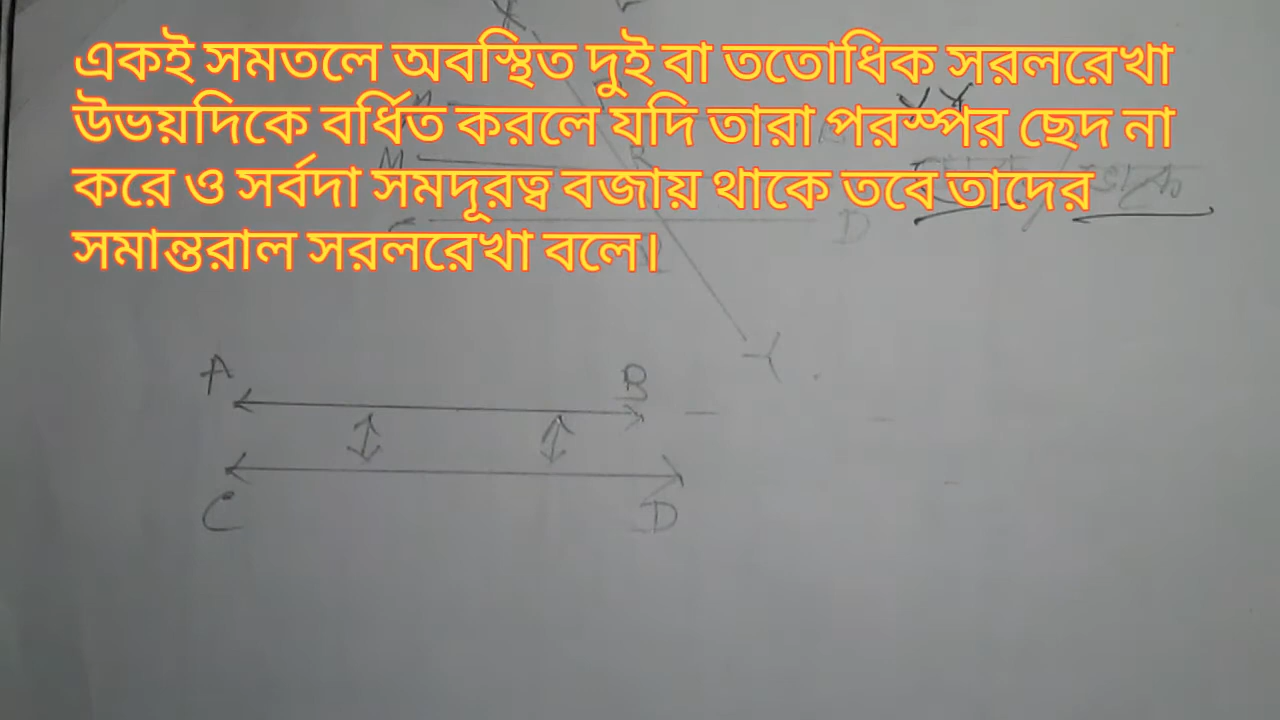 একই সমতলে অবস্থিত দুই বা ততোধিক সরলরেখা
উভয়দিকে বর্ধিত করলে যদি তারা পরস্পর ছেদ না
করে ও সর্বদা সমদূরত্ব বজায় থাকে তবে তাদের
সমান্তরাল সরলরেখা বলে।
M
D
Y
A B
C D